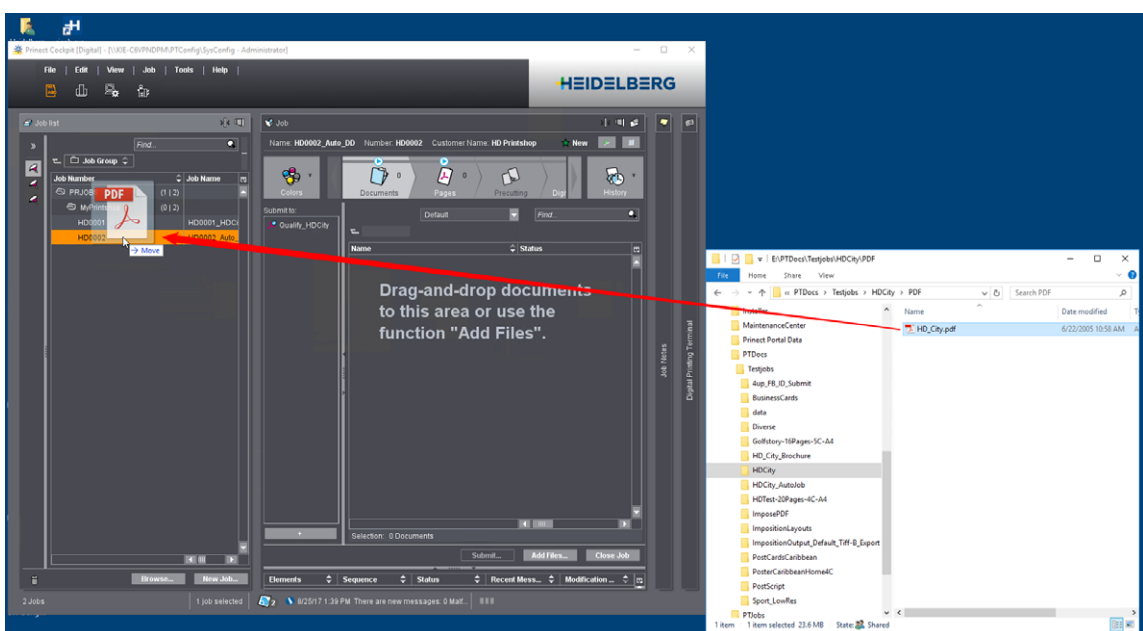 Prinect Cockpit [Digital] - [\\KIE-C6VPNDPM\PTConfig\SysConfig - Administrator]
File | Edit | View | Job | Tools | Help |
HEIDELBERG
Job list
Find...
Job Group
Job Number Job Name
(1 | 2)
(0 | 2)
HD0001 HD0001_HDCi
HD0002 HD0002_Auto_
PDF
Move
Browse... New Job...
2 Jobs 1 job selected
Job
Name: HD0002_Auto_DD Number: HD0002 Customer Name: HD Printshop New
Colors Documents 0 Pages 0 Prescuting Digi History
Submit to:
Qualify_HDCity
Default Find...
Name Status
Drag-and-drop documents
to this area or use the
function "Add Files".
+
Selection: 0 Documents
Submit... Add Files... Close Job
Elements Sequence Status Recent Mess... Modification ...
2 8/25/17 1:39 PM There are new messages: 0 Matf...
Job Notes
Digital Printing Terminal
E:\PTDocs\Testjobs\HDCity\PDF
File Home Share View
« PTDocs › Testjobs › HDCity › PDF Search PDF
Installer
MaintenanceCenter
Prinect Portal Data
PTDocs
Testjobs
4up_FB_ID_Submit
BusinessCards
data
Diverse
Golfstory-16Pages-5C-A4
HD_City_Brochure
HDCity
HDCity_AutoJob
HDTest-20Pages-4C-A4
ImposePDF
ImpositionLayouts
ImpositionOutput_Default_Tiff-B_Export
PostCardsCaribbean
PosterCaribbeanHome4C
PostScript
Sport_LowRes
PTJobs
Name Date modified
HD_City.pdf 6/22/2005 10:58 AM
1 item 1 item selected 23.6 MB State: Shared